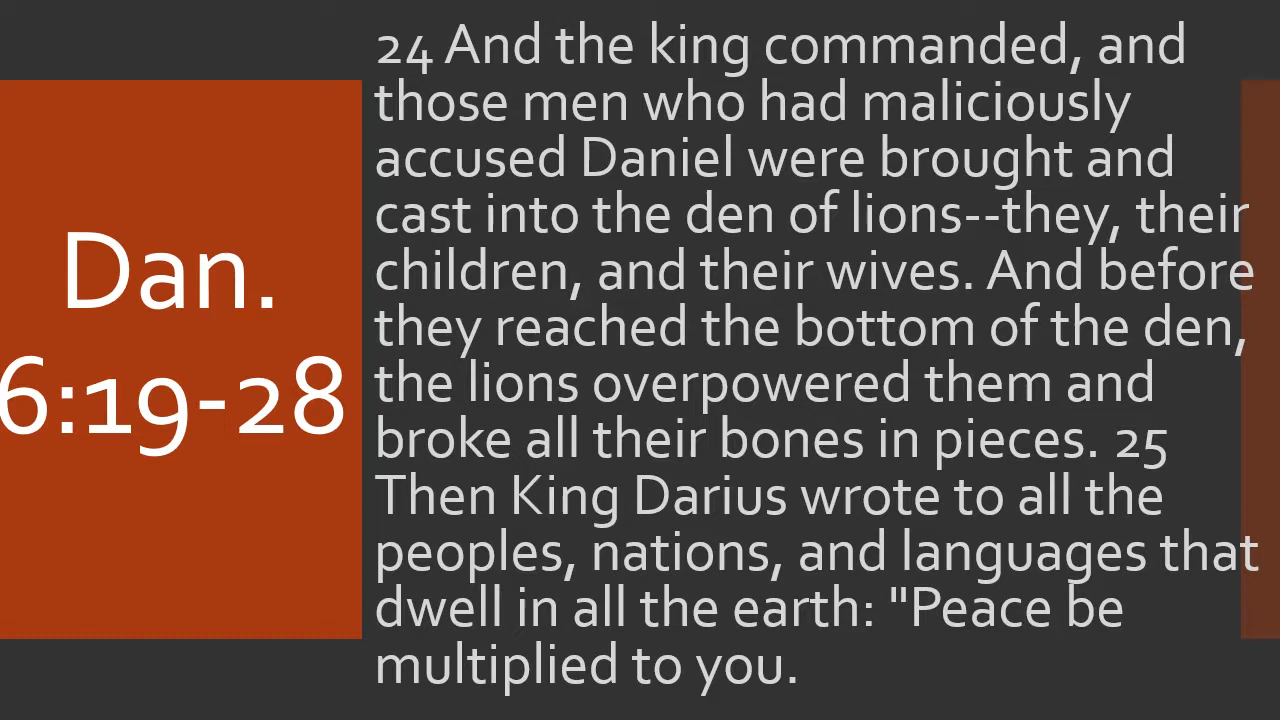 Dan.
6:19-28
24 And the king commanded, and
those men who had maliciously
accused Daniel were brought and
cast into the den of lions--they, their
children, and their wives. And before
they reached the bottom of the den,
the lions overpowered them and
broke all their bones in pieces. 25
Then King Darius wrote to all the
peoples, nations, and languages that
dwell in all the earth: "Peace be
multiplied to you.